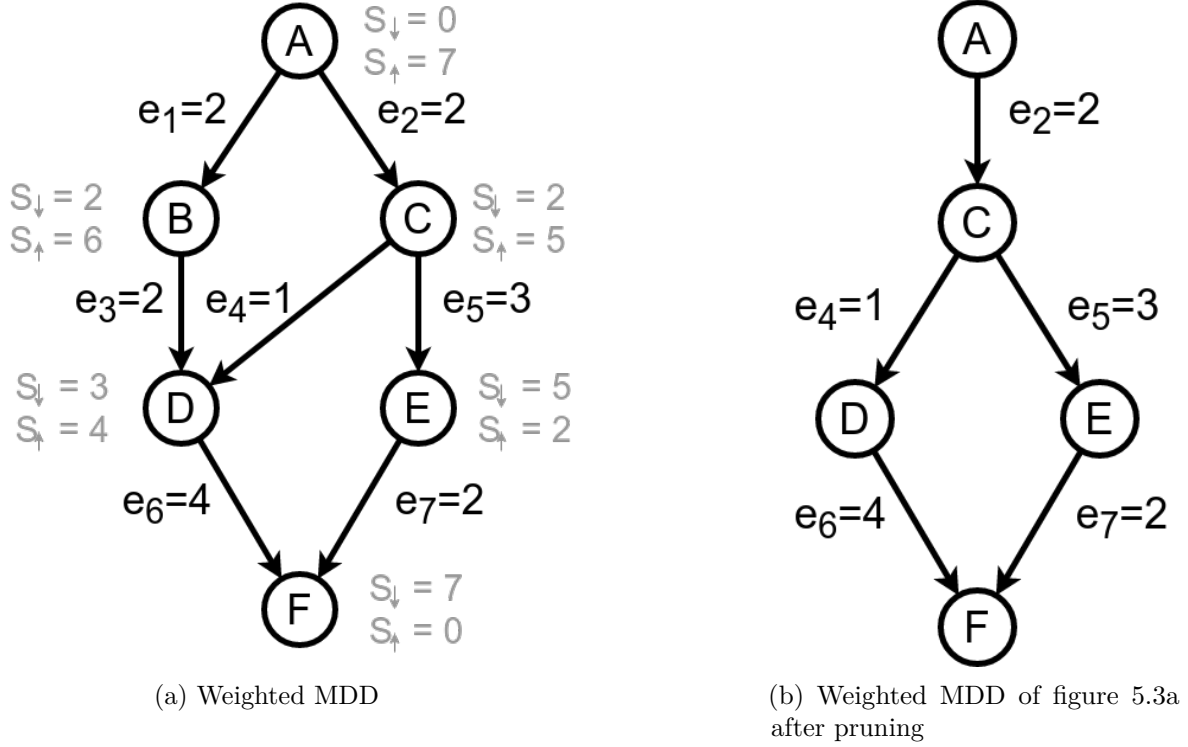 A
S↓ = 0
S↑ = 7
e1=2
e2=2
S↓ = 2
S↑ = 6
B
C
S↓ = 2
S↑ = 5
e3=2
e4=1
e5=3
S↓ = 3
S↑ = 4
D
E
S↓ = 5
S↑ = 2
e6=4
e7=2
F
S↓ = 7
S↑ = 0
(a) Weighted MDD
A
e2=2
C
e4=1
e5=3
D
E
e6=4
e7=2
F
(b) Weighted MDD of figure 5.3a
after pruning